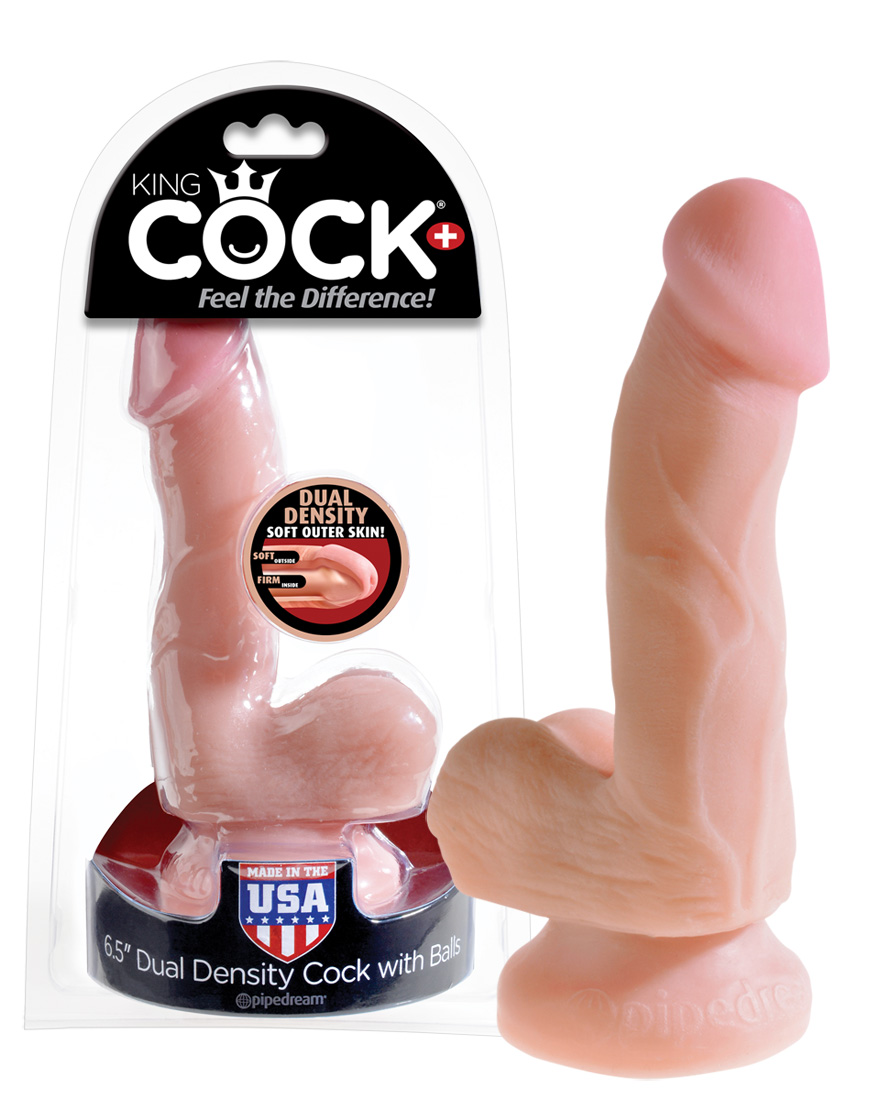 KING
COCK®+
Feel the Difference!
DUAL
DENSITY
SOFT OUTER SKIN!
SOFT OUTSIDE
FIRM INSIDE
MADE IN THE
USA
6.5" Dual Density Cock with Balls
pipedream®
pipedre